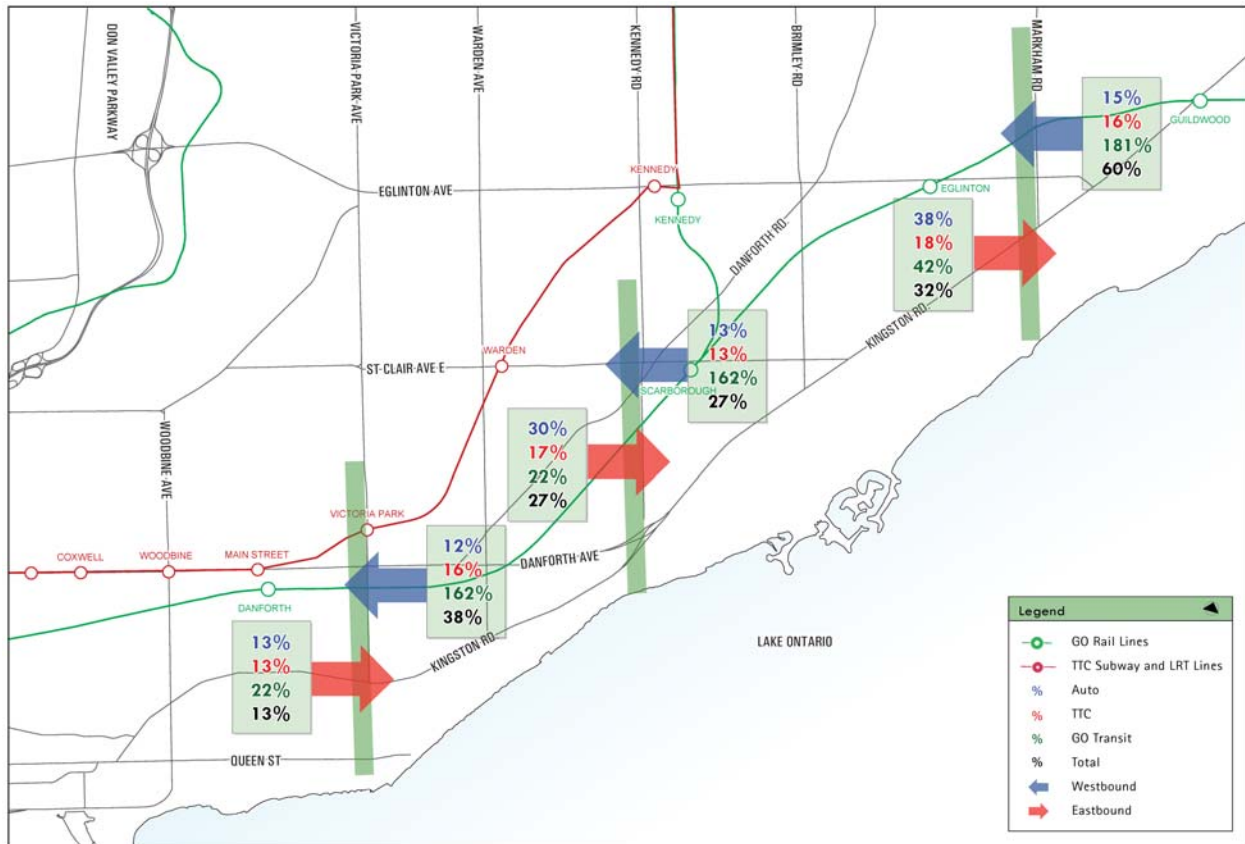 DON VALLEY PARKWAY
VICTORIA PARK AVE
WARDEN AVE
KENNEDY RD
BRIMLEY RD
MARKHAM RD
15%
16%
181%
60%
GUILDWOOD
KENNEDY
EGLINTON AVE
EGLINTON
KENNEDY
DANFORTH RD.
38%
18%
42%
32%
KINGSTON RD.
13%
13%
162%
27%
WARDEN
ST CLAIR AVE E
SCARBOROUGH
30%
17%
22%
27%
WOODBINE AVE
VICTORIA PARK
12%
16%
162%
38%
COXWELL
WOODBINE
MAIN STREET
DANFORTH AVE
DANFORTH
KINGSTON RD
13%
13%
22%
13%
QUEEN ST
LAKE ONTARIO
Legend
GO Rail Lines
TTC Subway and LRT Lines
% Auto
% TTC
% GO Transit
% Total
Westbound
Eastbound